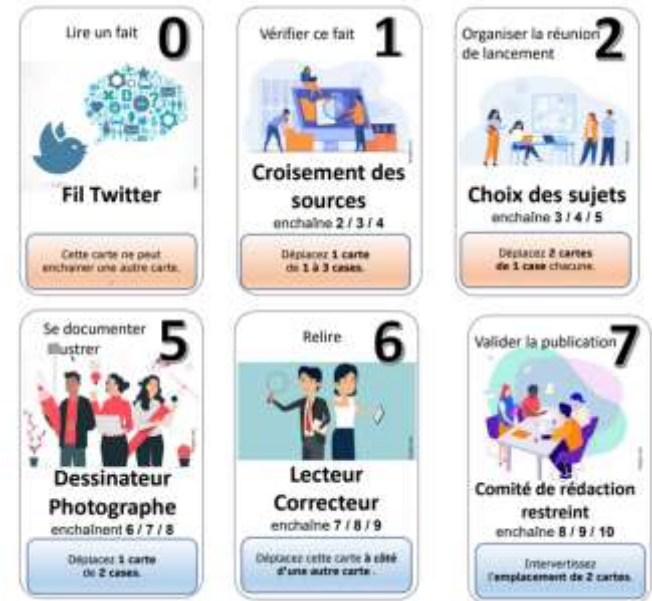 Lire un fait
0
Fil Twitter
Cette carte ne peut
enchainer une autre carte.
Vérifier ce fait
1
Croisement des
sources
enchaîne 2 / 3 / 4
Déplacez 1 carte
de 1 à 3 cases.
Organiser la réunion
de lancement
2
Choix des sujets
enchaîne 3 / 4 / 5
Déplacez 2 cartes
de 1 case chacune.
Se documenter
Illustrer
5
Dessinateur
Photographe
enchaînent 6 / 7 / 8
Déplacez 1 carte
de 2 cases.
Relire
6
Lecteur
Correcteur
enchaîne 7 / 8 / 9
Déplacez cette carte à côté
d'une autre carte.
Valider la publication
7
Comité de rédaction
restreint
enchaîne 8 / 9 / 10
Intervertissez
l'emplacement de 2 cartes.